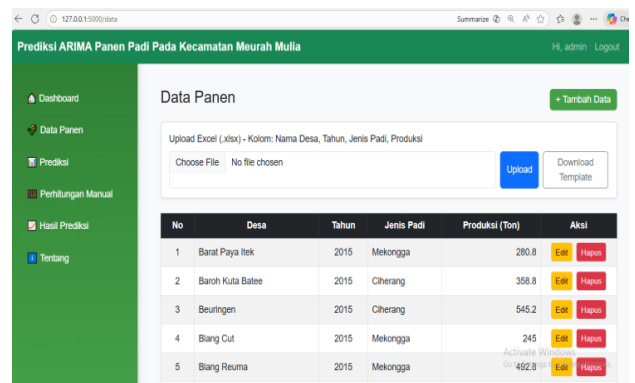 127.0.0.1:5000/data
Summarize
Prediksi ARIMA Panen Padi Pada Kecamatan Meurah Mulia
Hi, admin Logout
Dashboard
Data Panen
Prediksi
Perhitungan Manual
Hasil Prediksi
Tentang
Data Panen
+ Tambah Data
Upload Excel (.xlsx) - Kolom: Nama Desa, Tahun, Jenis Padi, Produksi
Choose File No file chosen
Upload
Download
Template
No Desa Tahun Jenis Padi Produksi (Ton) Aksi
1 Barat Paya Itek 2015 Mekongga 280.8 Edit Hapus
2 Baroh Kuta Batee 2015 Ciherang 358.8 Edit Hapus
3 Beuringen 2015 Ciherang 545.2 Edit Hapus
4 Blang Cut 2015 Mekongga 245 Edit Hapus
5 Blang Reuma 2015 Mekongga 492.8 Edit Hapus
Activate Windows